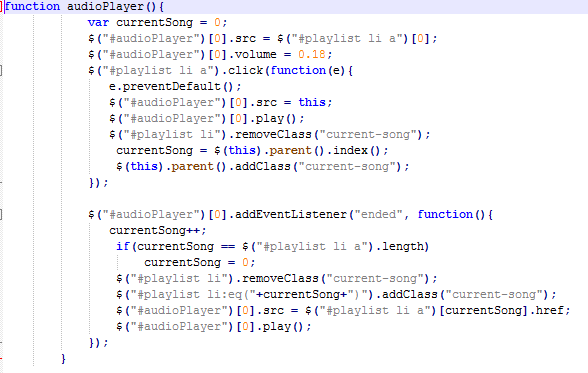 function audioPlayer(){
var currentSong = 0;
$("#audioPlayer")[0].src = $("#playlist li a")[0];
$("#audioPlayer")[0].volume = 0.18;
$("#playlist li a").click(function(e){
e.preventDefault();
$("#audioPlayer")[0].src = this;
$("#audioPlayer")[0].play();
$("#playlist li").removeClass("current-song");
currentSong = $(this).parent().index();
$(this).parent().addClass("current-song");
});
$("#audioPlayer")[0].addEventListener("ended", function(){
currentSong++;
if(currentSong == $("#playlist li a").length)
currentSong = 0;
$("#playlist li").removeClass("current-song");
$("#playlist li:eq("+currentSong+")").addClass("current-song");
$("#audioPlayer")[0].src = $("#playlist li a")[currentSong].href;
$("#audioPlayer")[0].play();
});
}